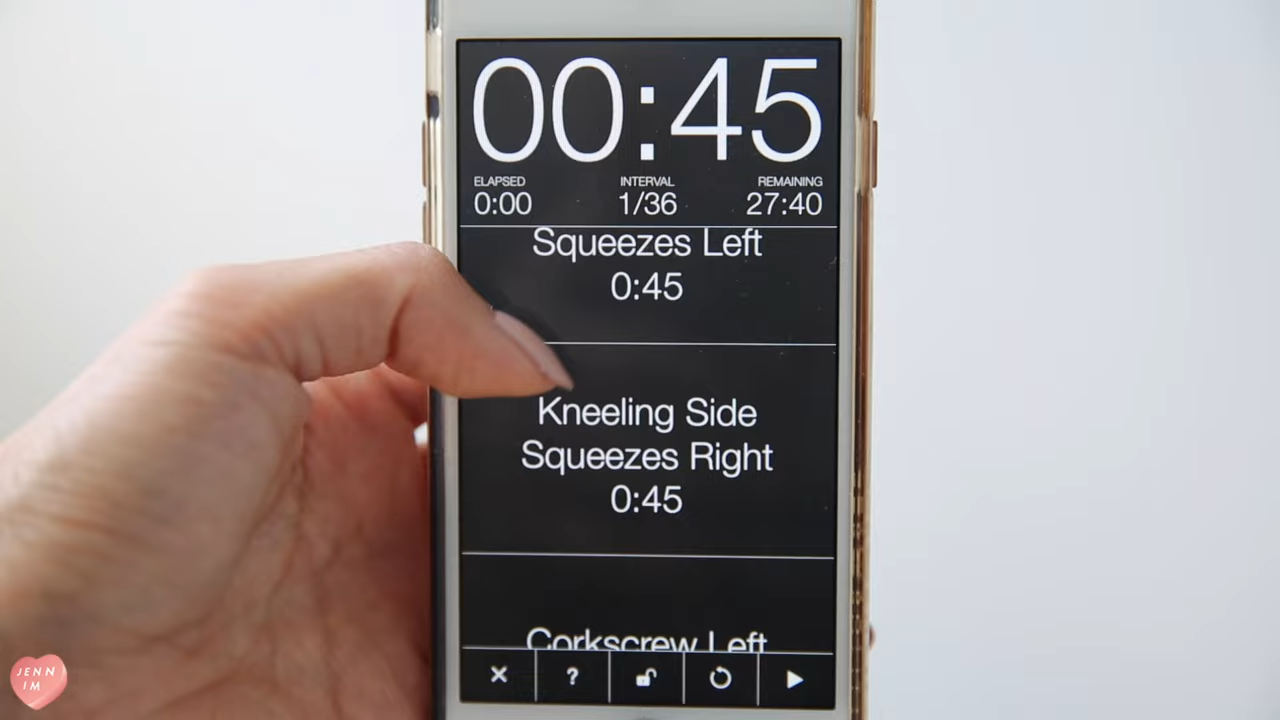 00:45
ELAPSED INTERVAL REMAINING
0:00 1/36 27:40
Squeezes Left
0:45
Kneeling Side
Squeezes Right
0:45
Corkscrew Left
?
JENN
IM